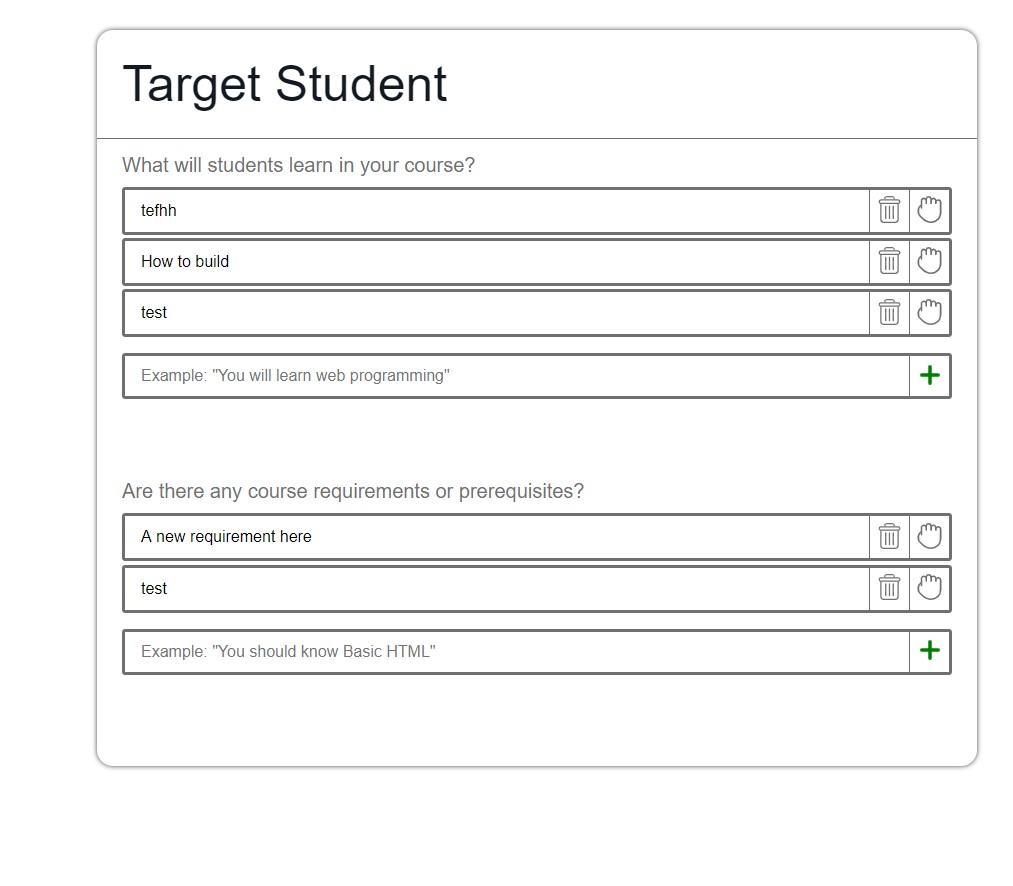 Target Student
What will students learn in your course?
tefhh
How to build
test
Example: "You will learn web programming"
Are there any course requirements or prerequisites?
A new requirement here
test
Example: "You should know Basic HTML"